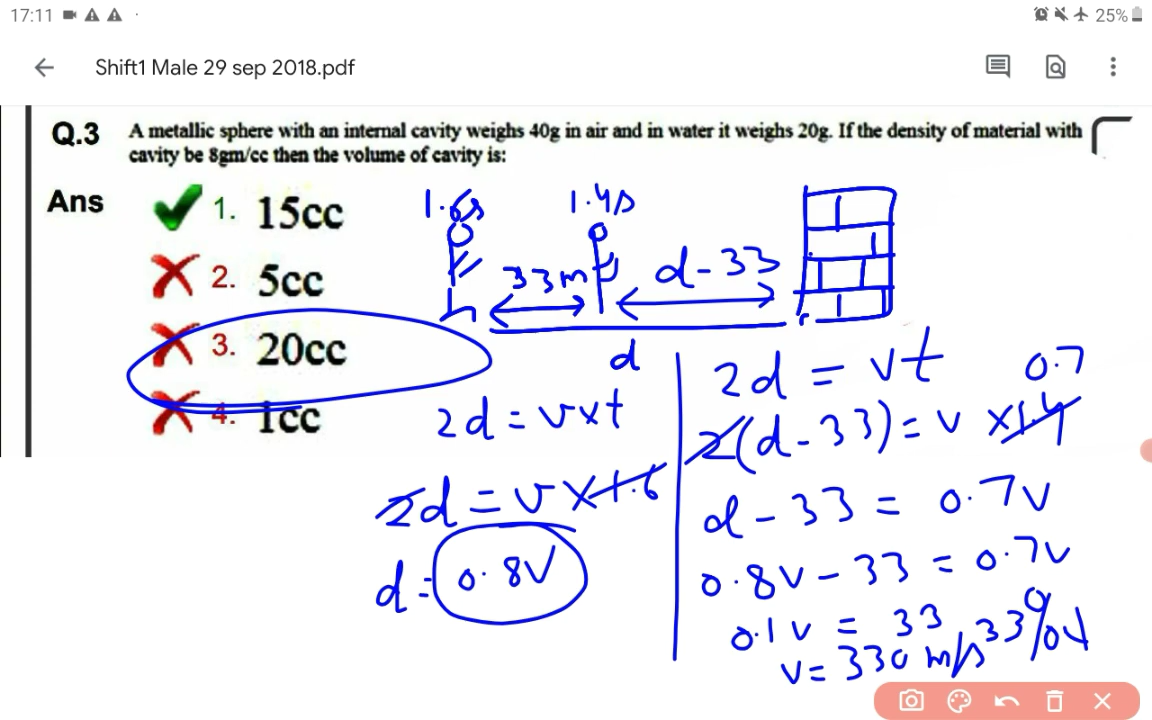 17:11
25%
Shift1 Male 29 sep 2018.pdf
Q.3 A metallic sphere with an internal cavity weighs 40g in air and in water it weighs 20g. If the density of material with
cavity be 8gm/cc then the volume of cavity is:
Ans
1. 15cc
2. 5cc
3. 20cc
4. 1cc
1.6s
1.4s
33m
d-33
d
2d = v×t
2d = v×1.6
d = 0.8v
2d = vt
0.7
2(d-33) = v ×1.4
d-33 = 0.7v
0.8v-33 = 0.7v
0.1v = 33
v = 330 m/s